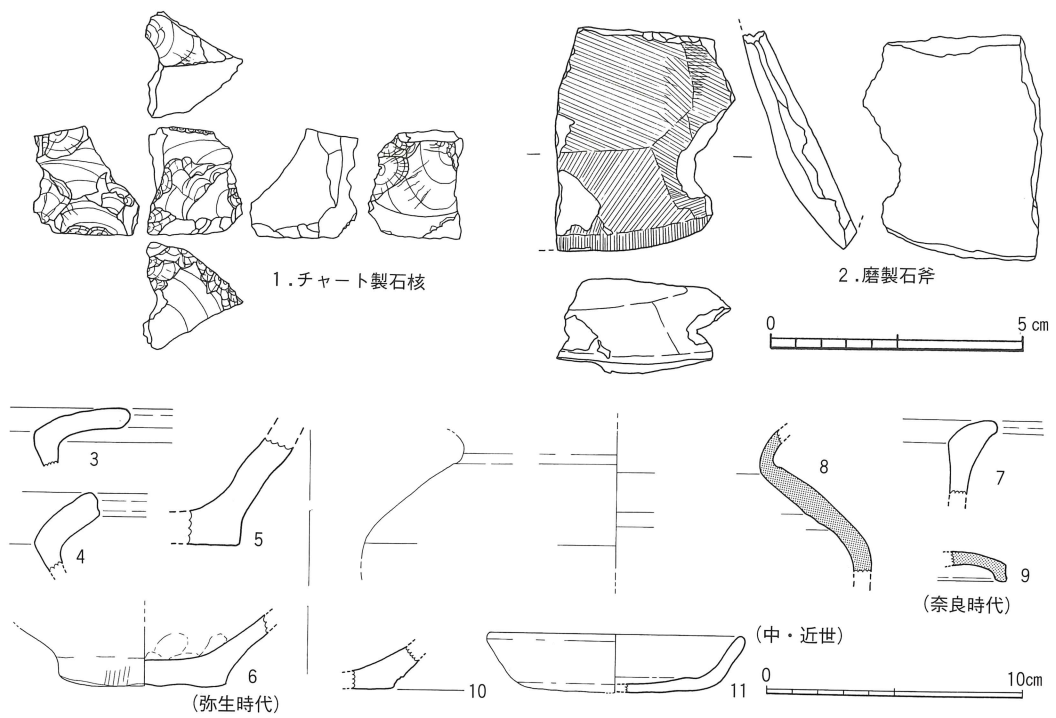 1.チャート製石核
2.磨製石斧
0 5cm
3
4
5
6
(弥生時代)
8
7
9
(奈良時代)
(中・近世)
10
11
0 10cm